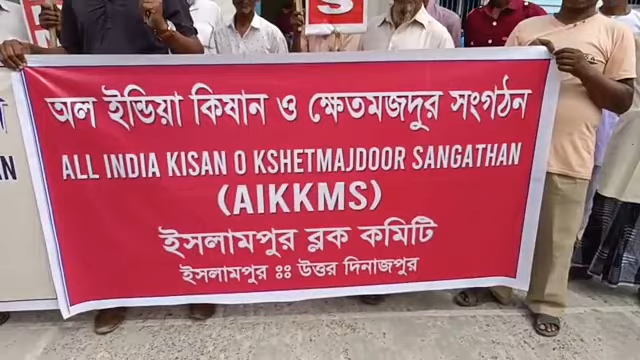 অল ইন্ডিয়া কিষান ও ক্ষেতমজদুর সংগঠন
ALL INDIA KISAN O KSHETMAJDOOR SANGATHAN
(AIKKMS)
ইসলামপুর ব্লক কমিটি
ইসলামপুর ঃঃ উত্তর দিনাজপুর